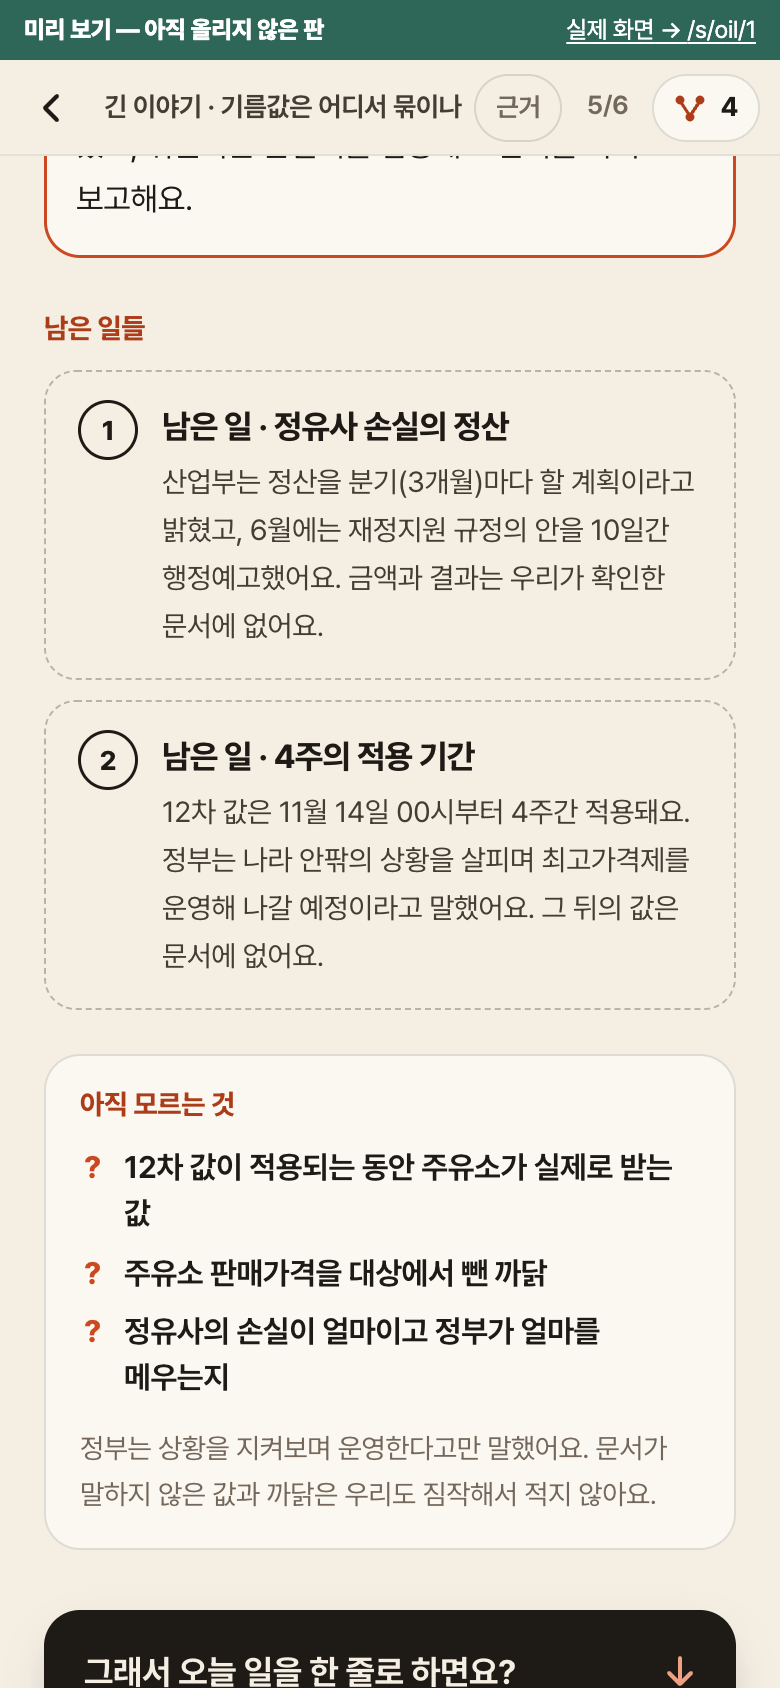 미리 보기 — 아직 올리지 않은 판
실제 화면 → /s/oil/1
긴 이야기 · 기름값은 어디서 묶이나
근거
5/6
4
보고해요.
남은 일들
1
남은 일 · 정유사 손실의 정산
산업부는 정산을 분기(3개월)마다 할 계획이라고
밝혔고, 6월에는 재정지원 규정의 안을 10일간
행정예고했어요. 금액과 결과는 우리가 확인한
문서에 없어요.
2
남은 일 · 4주의 적용 기간
12차 값은 11월 14일 00시부터 4주간 적용돼요.
정부는 나라 안팎의 상황을 살피며 최고가격제를
운영해 나갈 예정이라고 말했어요. 그 뒤의 값은
문서에 없어요.
아직 모르는 것
? 12차 값이 적용되는 동안 주유소가 실제로 받는
값
? 주유소 판매가격을 대상에서 뺀 까닭
? 정유사의 손실이 얼마이고 정부가 얼마를
메우는지
정부는 상황을 지켜보며 운영한다고만 말했어요. 문서가
말하지 않은 값과 까닭은 우리도 짐작해서 적지 않아요.
그래서 오늘 일을 한 줄로 하면요?